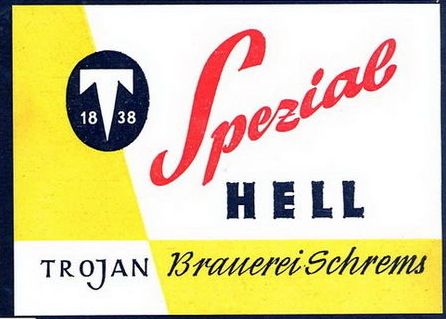 T
18 38
Spezial
HELL
TROJAN Brauerei Schrems